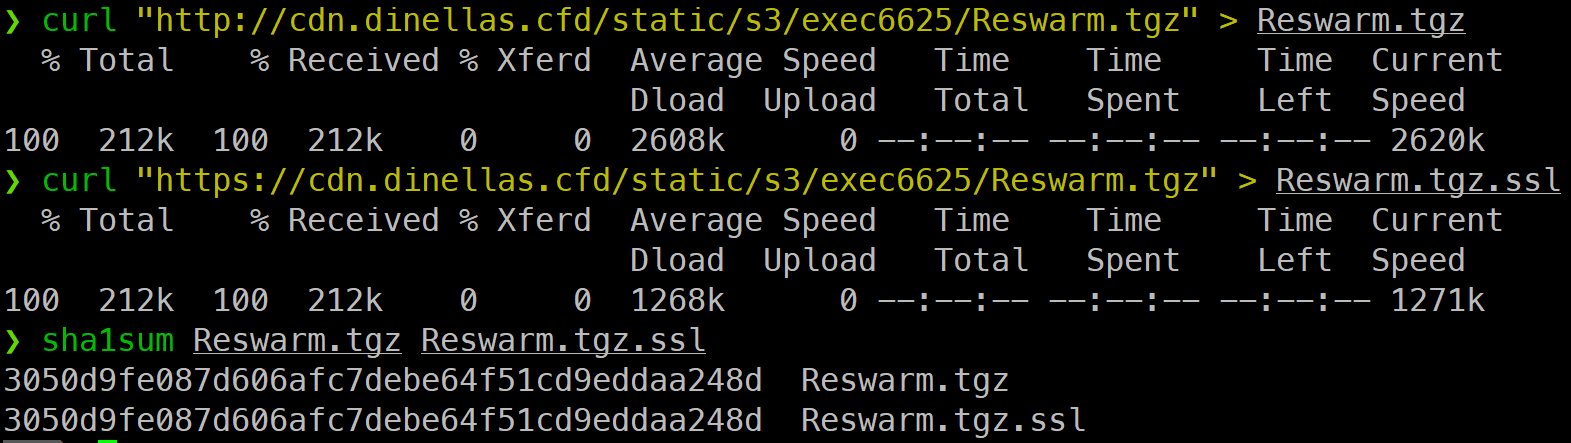 ❯ curl "http://cdn.dinellas.cfd/static/s3/exec6625/Reswarm.tgz" > Reswarm.tgz
  % Total    % Received % Xferd  Average Speed   Time    Time     Time  Current
                                 Dload  Upload   Total   Spent    Left  Speed
100  212k  100  212k    0     0  2608k      0 --:--:-- --:--:-- --:--:-- 2620k
❯ curl "https://cdn.dinellas.cfd/static/s3/exec6625/Reswarm.tgz" > Reswarm.tgz.ssl
  % Total    % Received % Xferd  Average Speed   Time    Time     Time  Current
                                 Dload  Upload   Total   Spent    Left  Speed
100  212k  100  212k    0     0  1268k      0 --:--:-- --:--:-- --:--:-- 1271k
❯ sha1sum Reswarm.tgz Reswarm.tgz.ssl
3050d9fe087d606afc7debe64f51cd9eddaa248d  Reswarm.tgz
3050d9fe087d606afc7debe64f51cd9eddaa248d  Reswarm.tgz.ssl